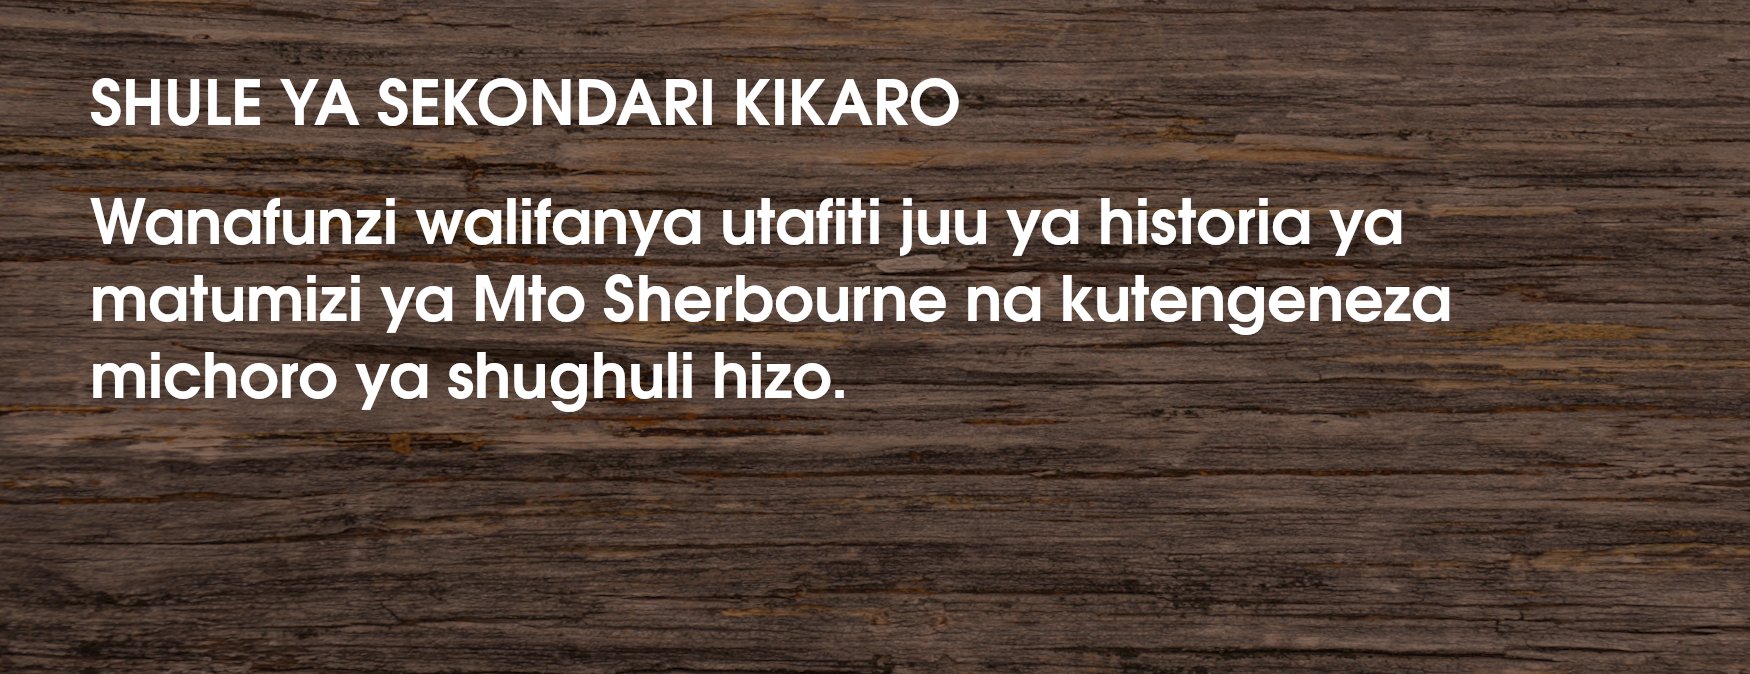 SHULE YA SEKONDARI KIKARO
Wanafunzi walifanya utafiti juu ya historia ya
matumizi ya Mto Sherbourne na kutengeneza
michoro ya shughuli hizo.